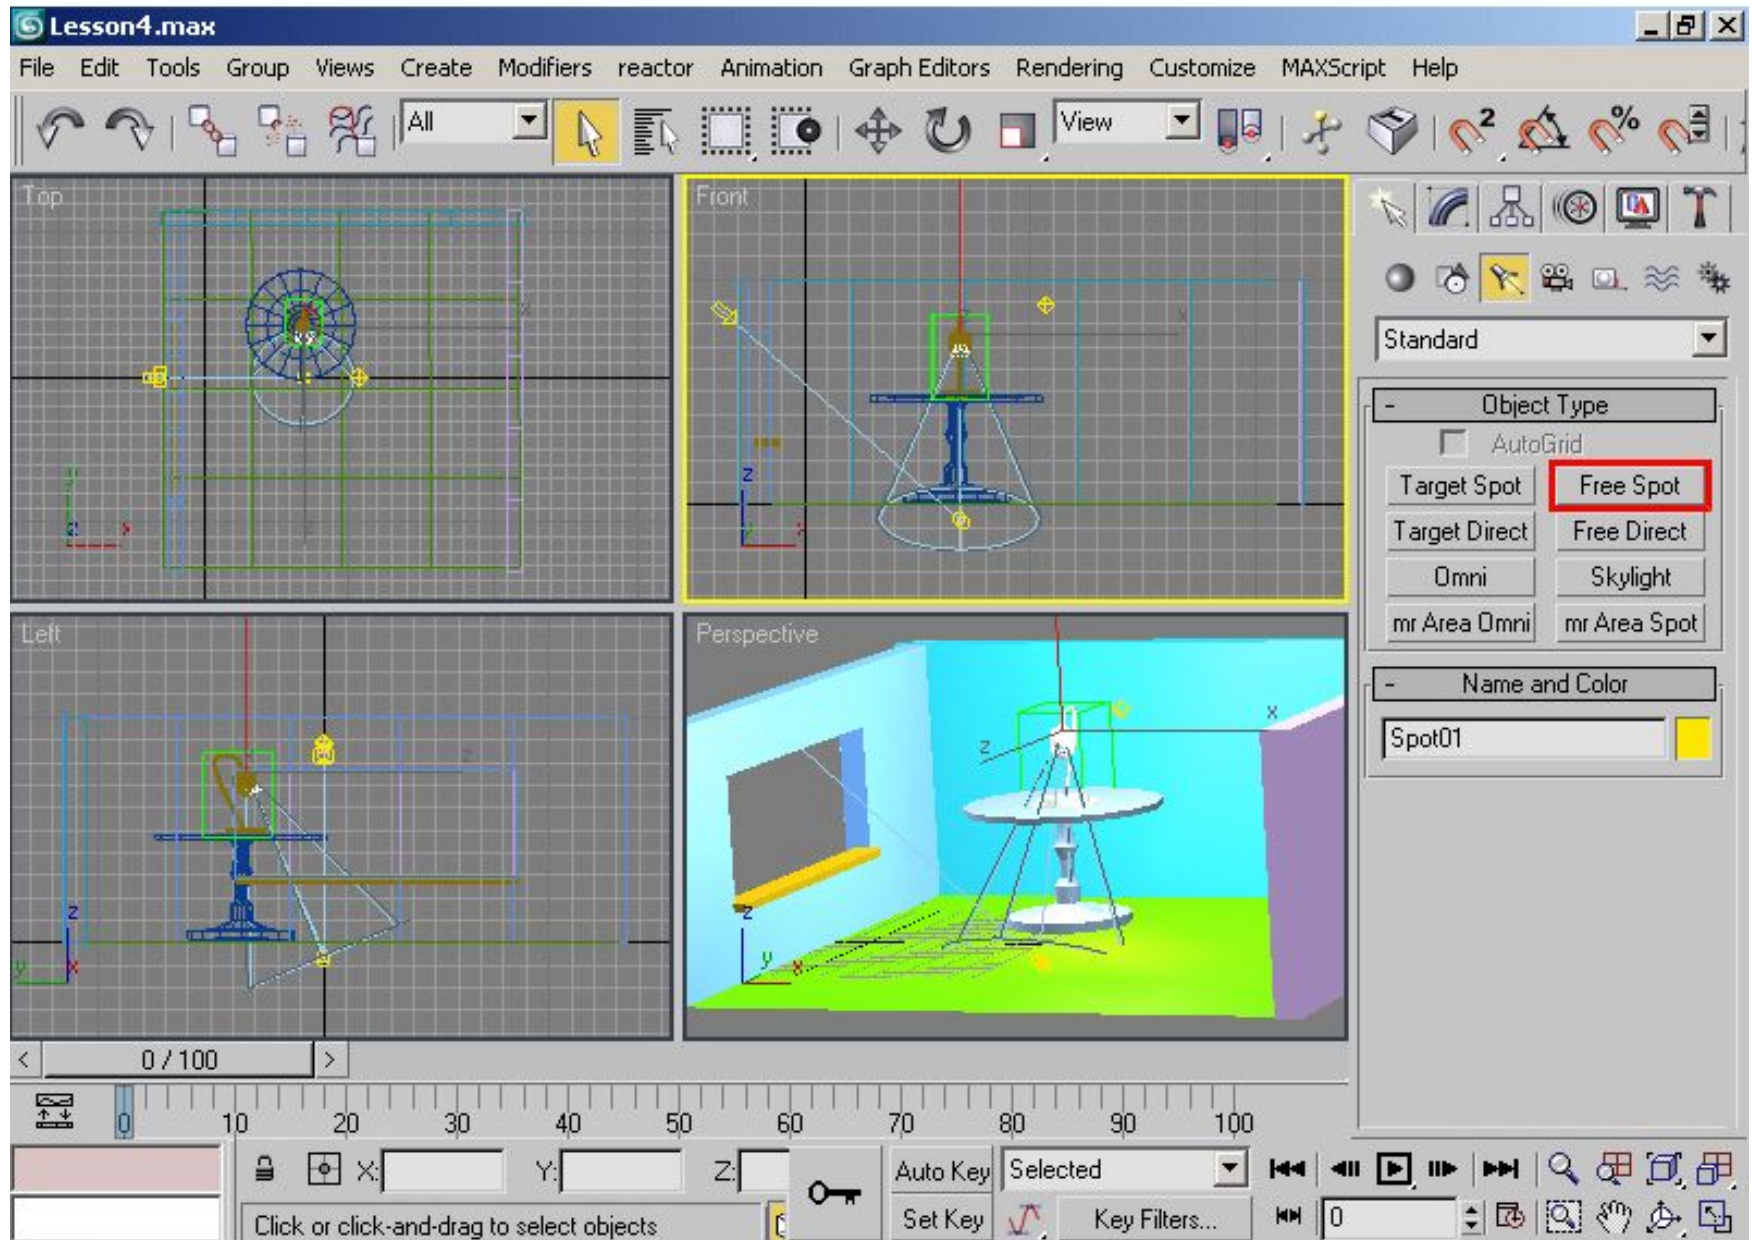 Lesson4.max
File Edit Tools Group Views Create Modifiers reactor Animation Graph Editors Rendering Customize MAXScript Help
All
View
2
%
Top
Front
Standard
Object Type
AutoGrid
Target Spot Free Spot
Target Direct Free Direct
Omni Skylight
mr Area Omni mr Area Spot
Name and Color
Spot01
x
y
z x
x
z
Left
Perspective
z
z
y x
x
z
z
y x
0 / 100
0 10 20 30 40 50 60 70 80 90 100
X: Y: Z:
Auto Key Selected
Click or click-and-drag to select objects
Set Key Key Filters...
0